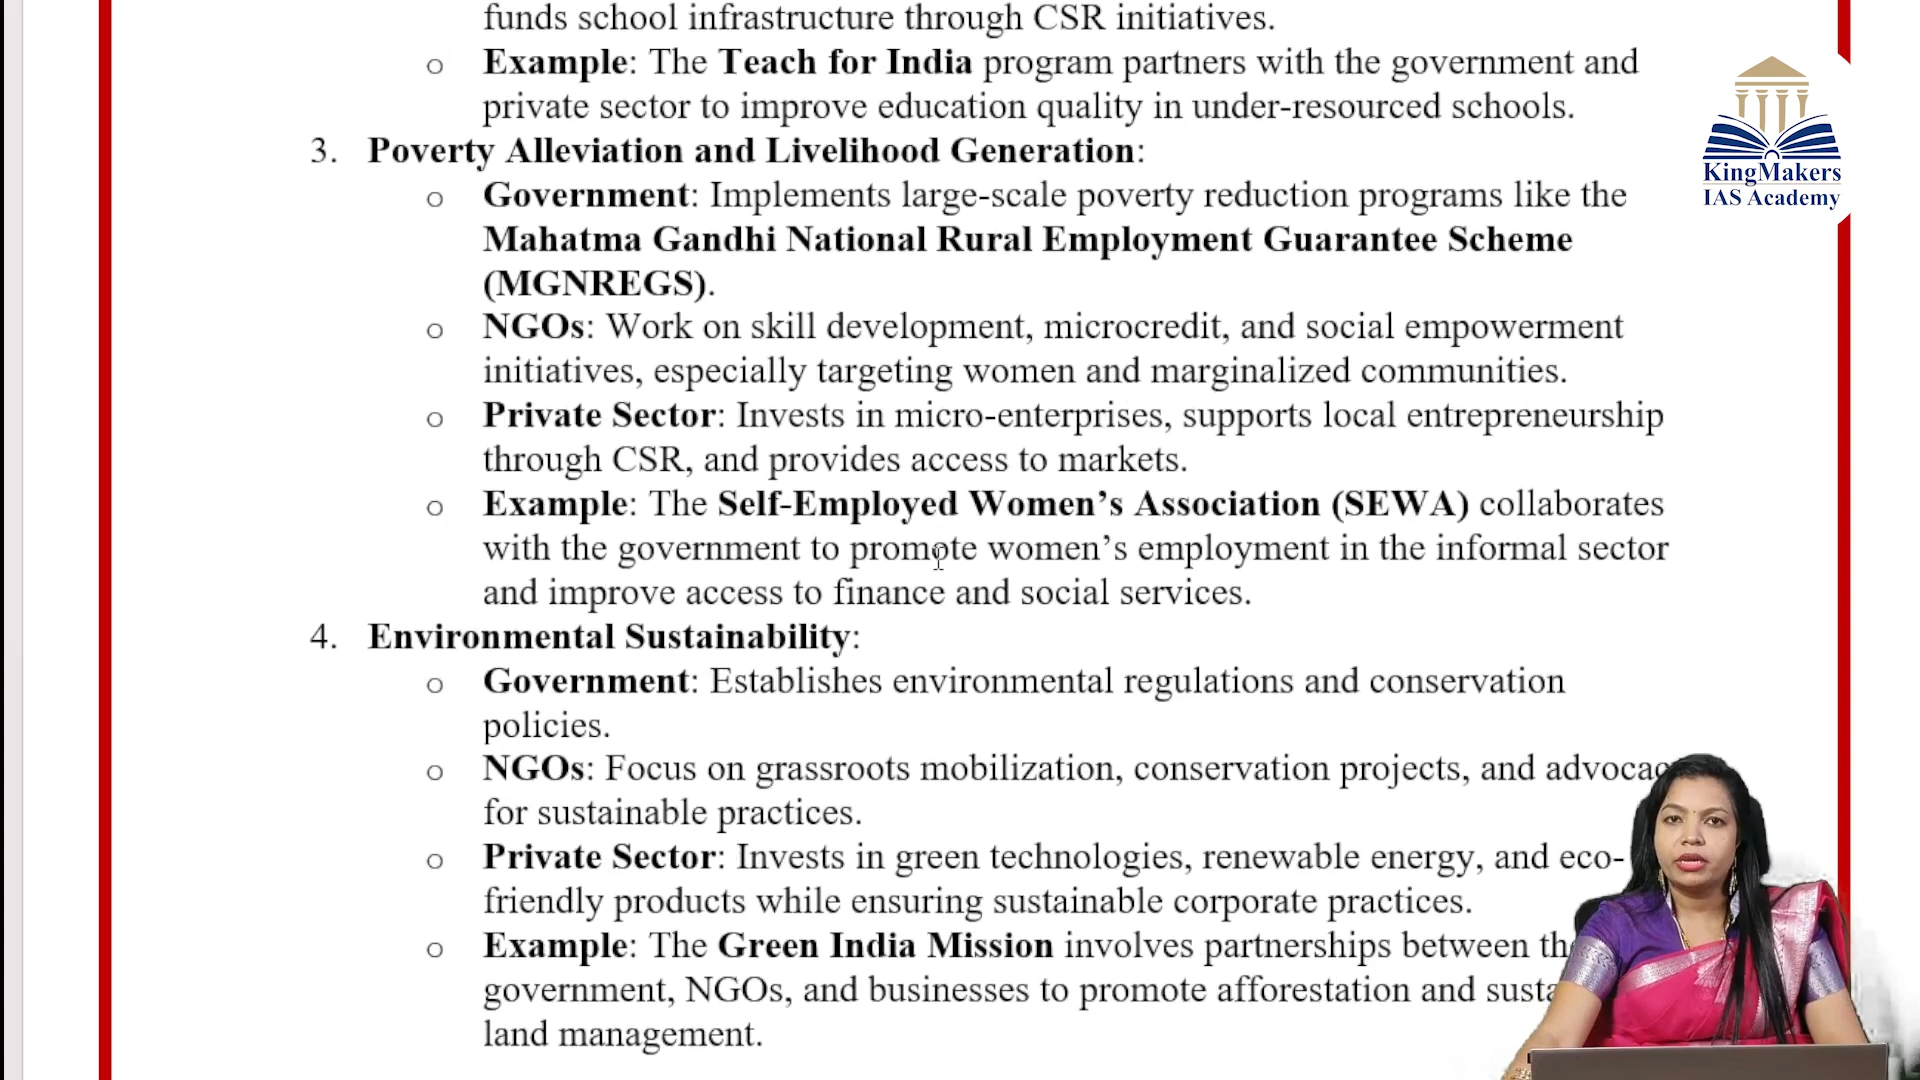 funds school infrastructure through CSR initiatives.
o Example: The Teach for India program partners with the government and
private sector to improve education quality in under-resourced schools.
3. Poverty Alleviation and Livelihood Generation:
o Government: Implements large-scale poverty reduction programs like the
Mahatma Gandhi National Rural Employment Guarantee Scheme
(MGNREGS).
o NGOs: Work on skill development, microcredit, and social empowerment
initiatives, especially targeting women and marginalized communities.
o Private Sector: Invests in micro-enterprises, supports local entrepreneurship
through CSR, and provides access to markets.
o Example: The Self-Employed Women's Association (SEWA) collaborates
with the government to promote women's employment in the informal sector
and improve access to finance and social services.
4. Environmental Sustainability:
o Government: Establishes environmental regulations and conservation
policies.
o NGOs: Focus on grassroots mobilization, conservation projects, and
for sustainable practices.
o Private Sector: Invests in green technologies, renewable energy, and eco-
friendly products while ensuring sustainable corporate practices.
o Example: The Green India Mission involves partnerships between
government, NGOs, and businesses to promote afforestation and
land management.
KingMakers
IAS Academy